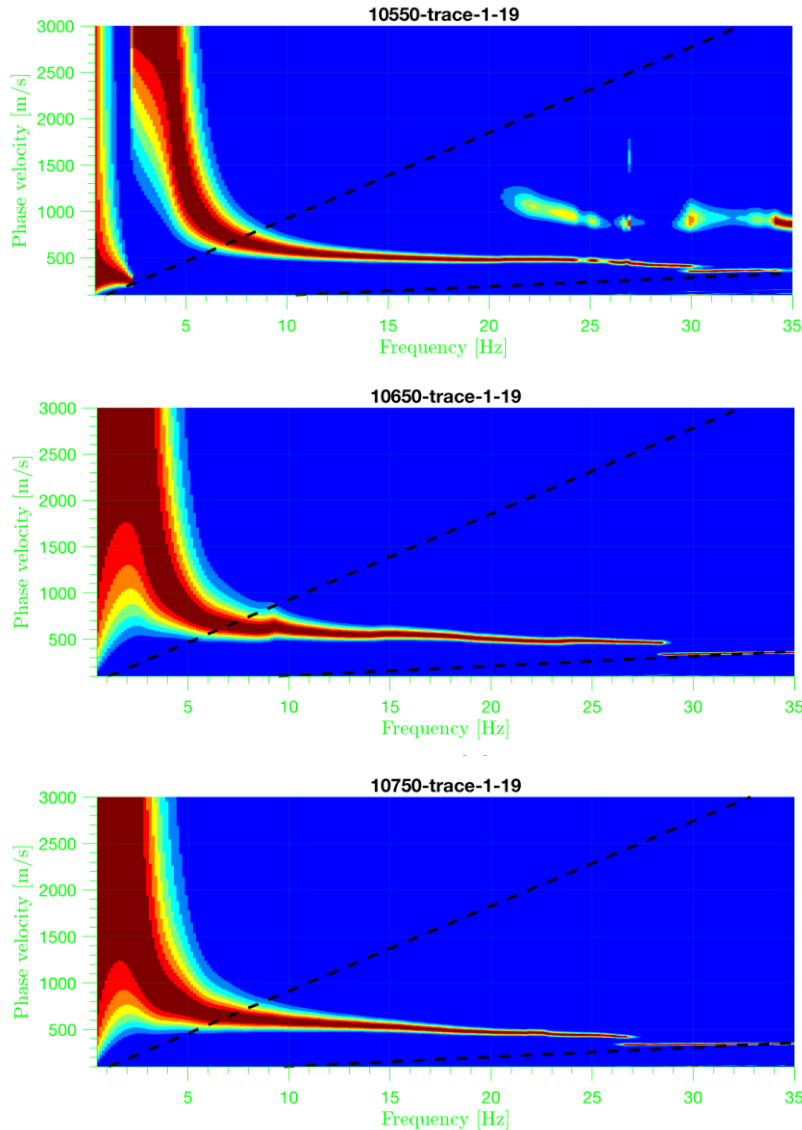 10550-trace-1-19
3000
2500
2000
1500
1000
500
Phase velocity [m/s]
5 10 15 20 25 30 35
Frequency [Hz]
10650-trace-1-19
3000
2500
2000
1500
1000
500
Phase velocity [m/s]
5 10 15 20 25 30 35
Frequency [Hz]
10750-trace-1-19
3000
2500
2000
1500
1000
500
Phase velocity [m/s]
5 10 15 20 25 30 35
Frequency [Hz]